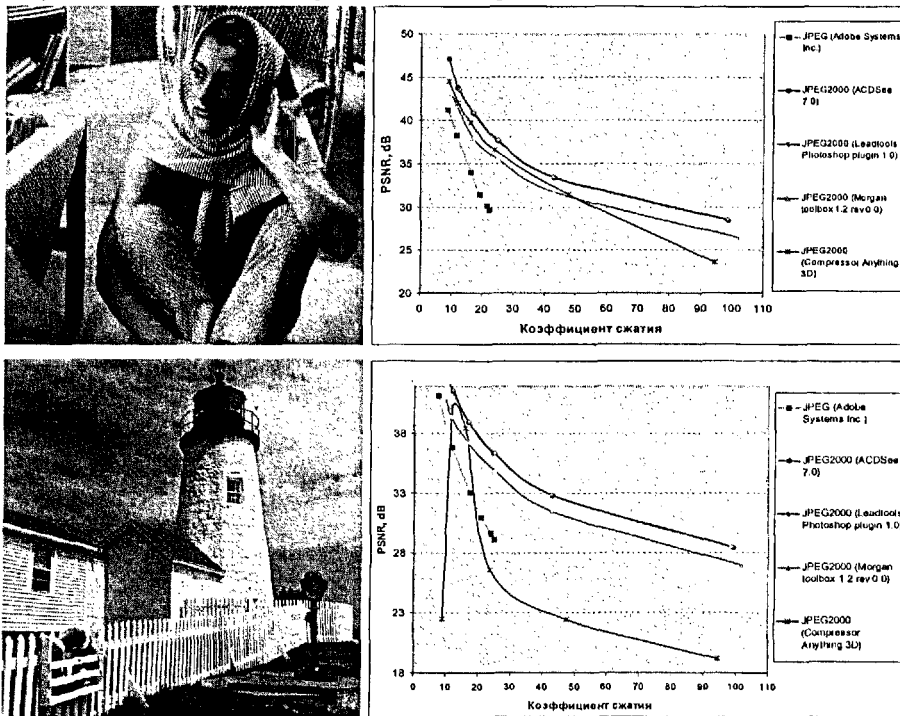 50
45
40
35
30
25
20
PSNR, dB
0 10 20 30 40 50 60 70 80 90 100 110
Коэффициент сжатия
JPEG (Adobe Systems
Inc.)
JPEG2000 (ACDSee
7.0)
JPEG2000 (Leadtools
Photoshop plugin 1.0)
JPEG2000 (Morgan
toolbox 1.2 rev 0.0)
JPEG2000
(Compressor Anything
3D)
38
33
28
23
18
PSNR, dB
0 10 20 30 40 50 60 70 80 90 100 110
Коэффициент сжатия
JPEG (Adobe
Systems Inc.)
JPEG2000 (ACDSee
7.0)
JPEG2000 (Leadtools
Photoshop plugin 1.0
JPEG2000 (Morgan
toolbox 1.2 rev 0.0)
JPEG2000
(Compressor
Anything 3D)